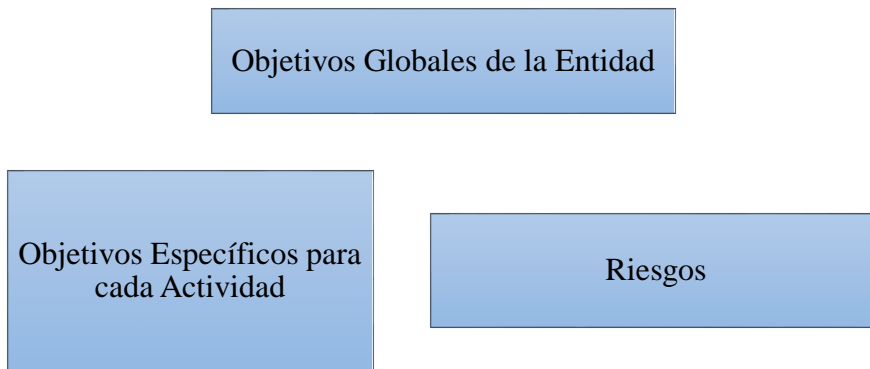 Objetivos Globales de la Entidad
Objetivos Específicos para
cada Actividad
Riesgos